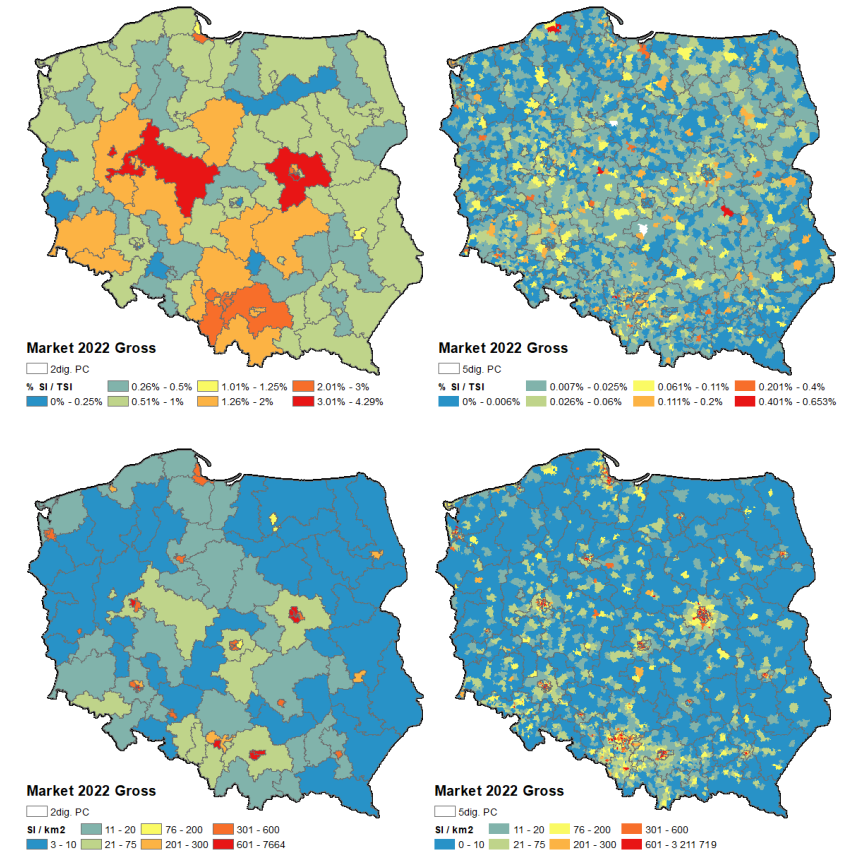 Market 2022 Gross
2dig. PC
% SI / TSI 0.26% - 0.5% 1.01% - 1.25% 2.01% - 3%
0% - 0.25% 0.51% - 1% 1.26% - 2% 3.01% - 4.29%
Market 2022 Gross
5dig. PC
% SI / TSI 0.007% - 0.025% 0.061% - 0.11% 0.201% - 0.4%
0% - 0.006% 0.026% - 0.06% 0.111% - 0.2% 0.401% - 0.653%
Market 2022 Gross
2dig. PC
SI / km2 11 - 20 76 - 200 301 - 600
3 - 10 21 - 75 201 - 300 601 - 7664
Market 2022 Gross
5dig. PC
SI / km2 11 - 20 76 - 200 301 - 600
0 - 10 21 - 75 201 - 300 601 - 3 211 719